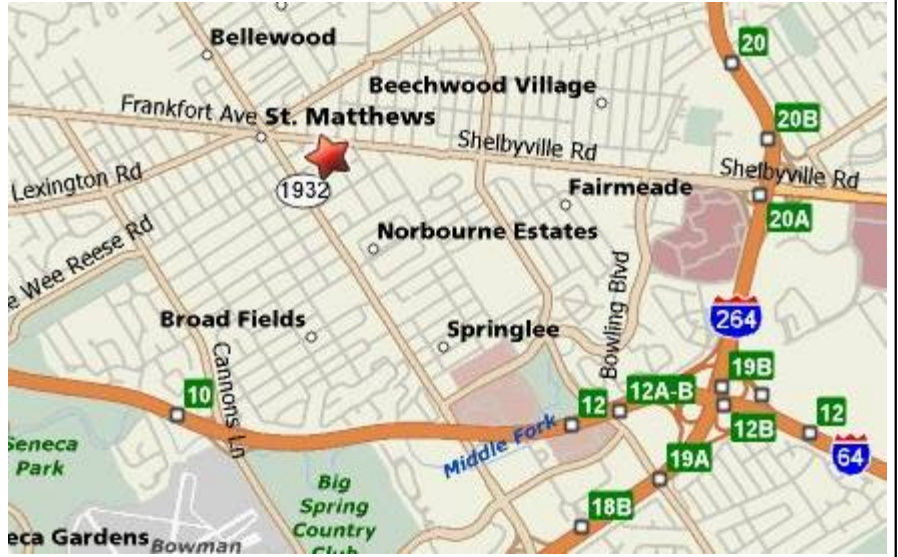 20
Bellewood
Beechwood Village
20B
Frankfort Ave
St. Matthews
Shelbyville Rd
Shelbyville Rd
Lexington Rd
1932
Fairmeade
20A
e Wee Reese Rd
Norbourne Estates
Bowling Blvd
264
Broad Fields
Springlee
Cannons Ln
19B
10
12A-B
12
12
12B
Middle Fork
64
Seneca
Park
19A
Big
Spring
Country
Club
18B
eca Gardens
Bowman